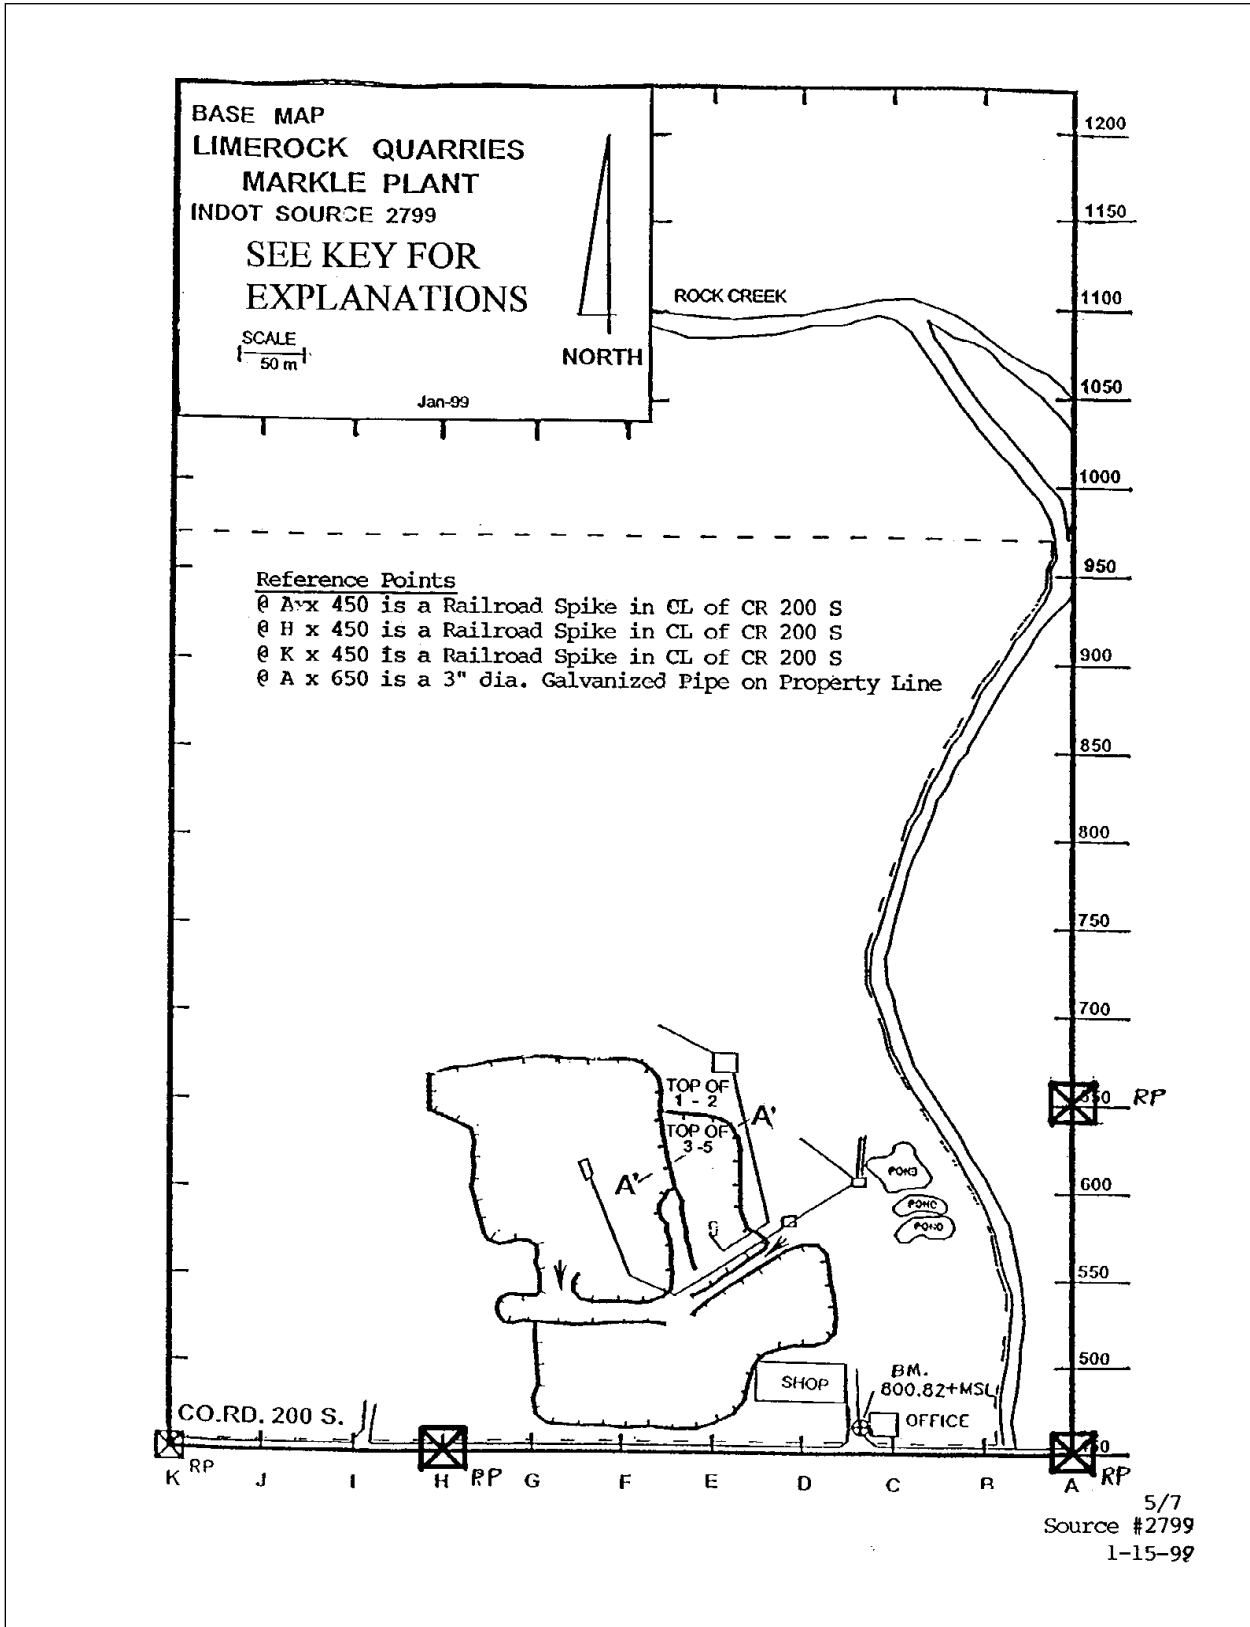 BASE MAP
LIMEROCK QUARRIES
MARKLE PLANT
INDOT SOURCE 2799
SEE KEY FOR
EXPLANATIONS
SCALE
50 m
NORTH
Jan-99
1200
1150
ROCK CREEK
1100
1050
1000
950
Reference Points
@ A x 450 is a Railroad Spike in CL of CR 200 S
@ H x 450 is a Railroad Spike in CL of CR 200 S
@ K x 450 is a Railroad Spike in CL of CR 200 S
@ A x 650 is a 3" dia. Galvanized Pipe on Property Line
900
850
800
750
700
TOP OF
1 - 2
650 RP
TOP OF
3 -5
A'
A'
POND
600
POND
POND
550
500
SHOP
BM.
800.82+MSL
OFFICE
CO.RD. 200 S.
450
K RP J I H RP G F E D C B A RP
5/7
Source #2799
1-15-99